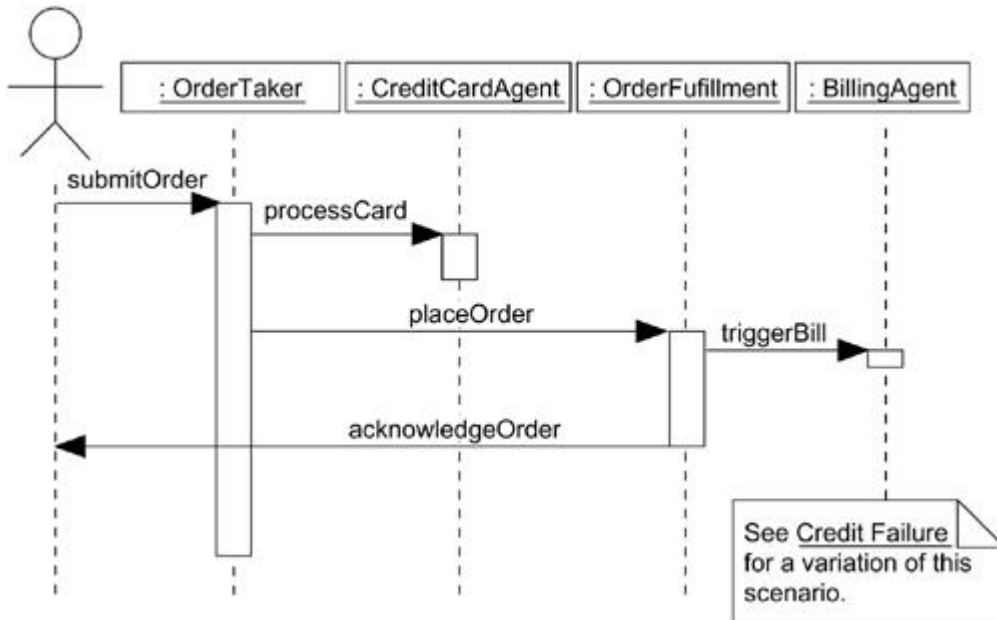 : OrderTaker
: CreditCardAgent
: OrderFufillment
: BillingAgent
submitOrder
processCard
placeOrder
triggerBill
acknowledgeOrder
See Credit Failure
for a variation of this
scenario.